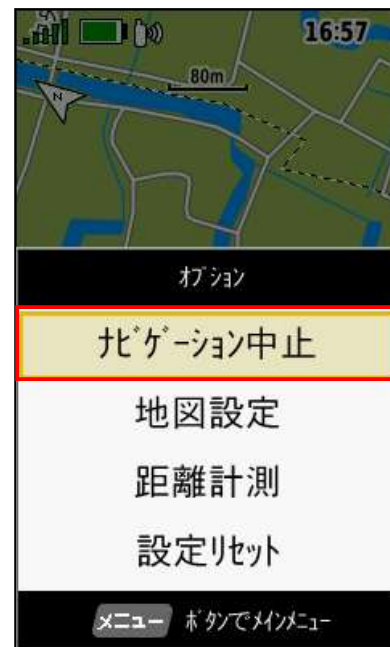 16:57
80m
N
ｵﾌﾟｼｮﾝ
ﾅﾋﾞｹﾞｰｼｮﾝ中止
地図設定
距離計測
設定ﾘｾｯﾄ
メニュー ﾎﾞﾀﾝでﾒｲﾝﾒﾆｭｰ